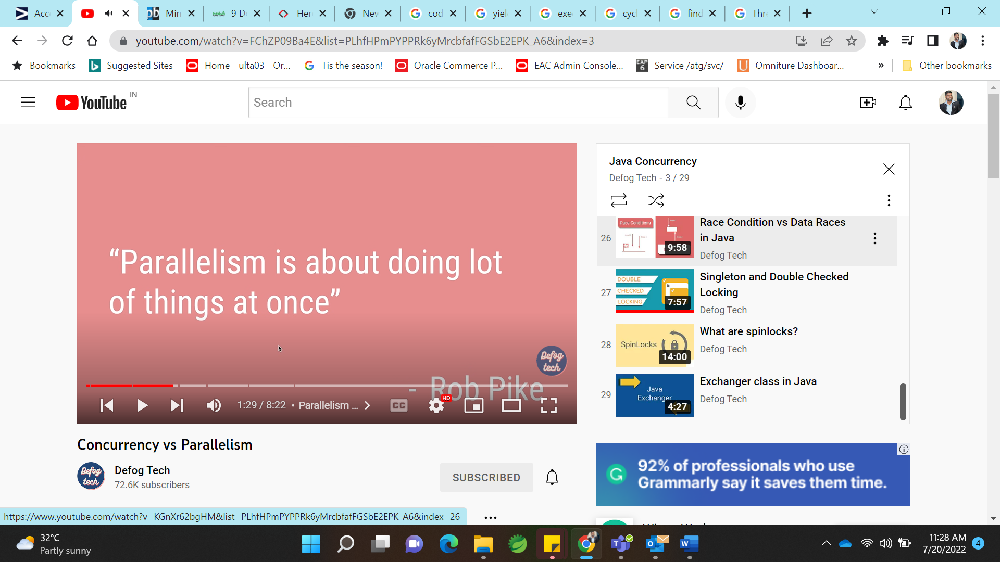 Acc
Min
9 D
Her
Nev
cod
yiel
exe
cycl
find
Thr
youtube.com/watch?v=FChZP09Ba4E&list=PLhfHPmPYPPRk6yMrcbfafFGSbE2EPK_A6&index=3
Bookmarks
Suggested Sites
Home - ulta03 - Or...
Tis the season!
Oracle Commerce P...
EAC Admin Console...
EAP 6
Service /atg/svc/
Omniture Dashboar...
»
Other bookmarks
YouTube IN
Search
“Parallelism is about doing lot
of things at once”
- Rob Pike
Defog
tech
1:29 / 8:22 • Parallelism ...
CC
HD
Java Concurrency
Defog Tech - 3 / 29
26
Race Conditions
9:58
Race Condition vs Data Races
in Java
Defog Tech
27
DOUBLE
CHECKED
LOCKING
7:57
Singleton and Double Checked
Locking
Defog Tech
28
SpinLocks
14:00
What are spinlocks?
Defog Tech
29
Java
Exchanger
4:27
Exchanger class in Java
Defog Tech
Concurrency vs Parallelism
Defog
tech
Defog Tech
72.6K subscribers
SUBSCRIBED
92% of professionals who use
Grammarly say it saves them time.
https://www.youtube.com/watch?v=KGnXr62bgHM&list=PLhfHPmPYPPRk6yMrcbfafFGSbE2EPK_A6&index=26
32°C
Partly sunny
11:28 AM
7/20/2022
4